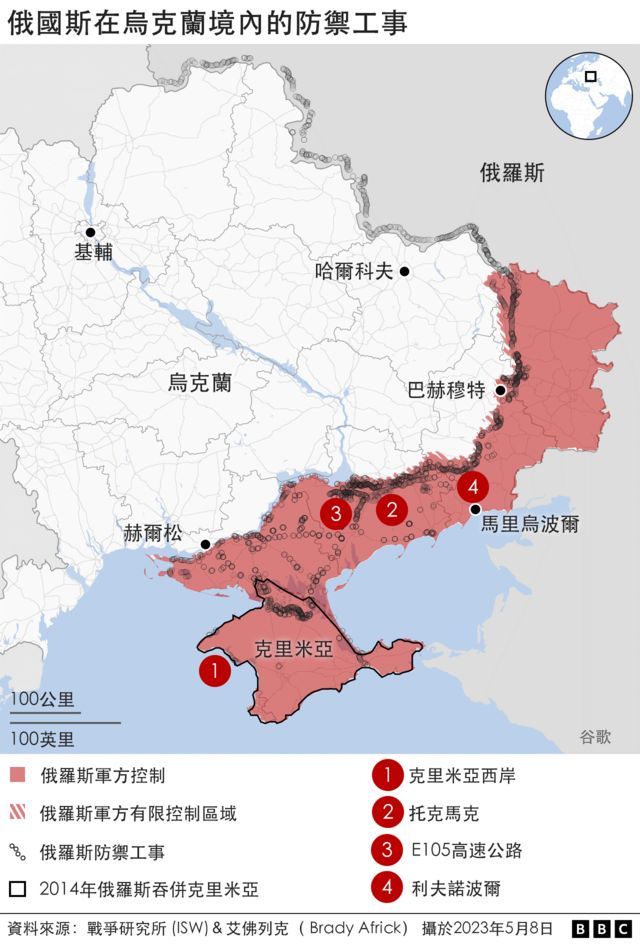 俄國斯在烏克蘭境內的防禦工事
俄羅斯
基輔
哈爾科夫
烏克蘭
巴赫穆特
4
3
2
馬里烏波爾
赫爾松
克里米亞
1
100公里
100英里
谷歌
俄羅斯軍方控制
俄羅斯軍方有限控制區域
俄羅斯防禦工事
2014年俄羅斯吞併克里米亞
1 克里米亞西岸
2 托克馬克
3 E105高速公路
4 利夫諾波爾
資料來源：戰爭研究所 (ISW) & 艾佛列克（ Brady Africk） 攝於2023年5月8日
BBC